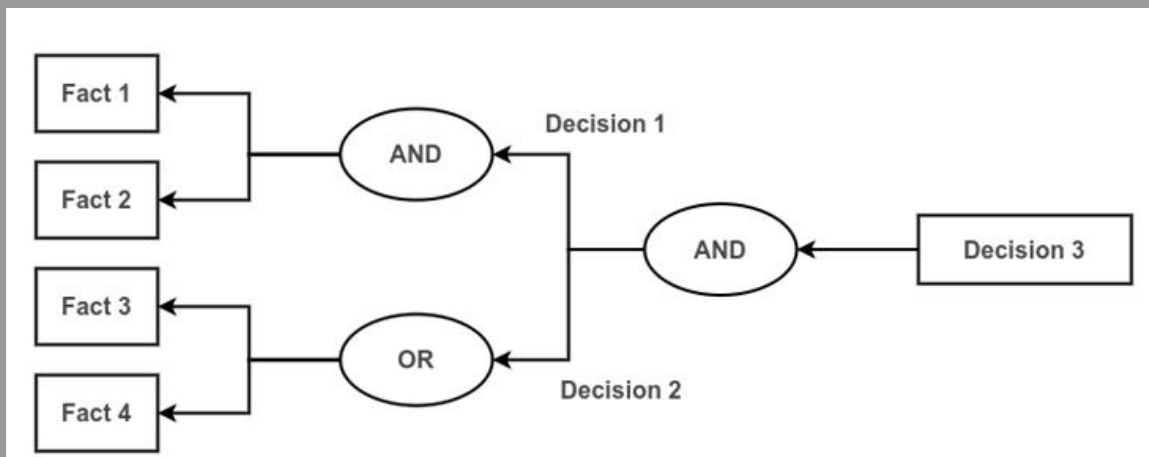 Fact 1
Fact 2
Fact 3
Fact 4
AND
OR
Decision 1
Decision 2
AND
Decision 3